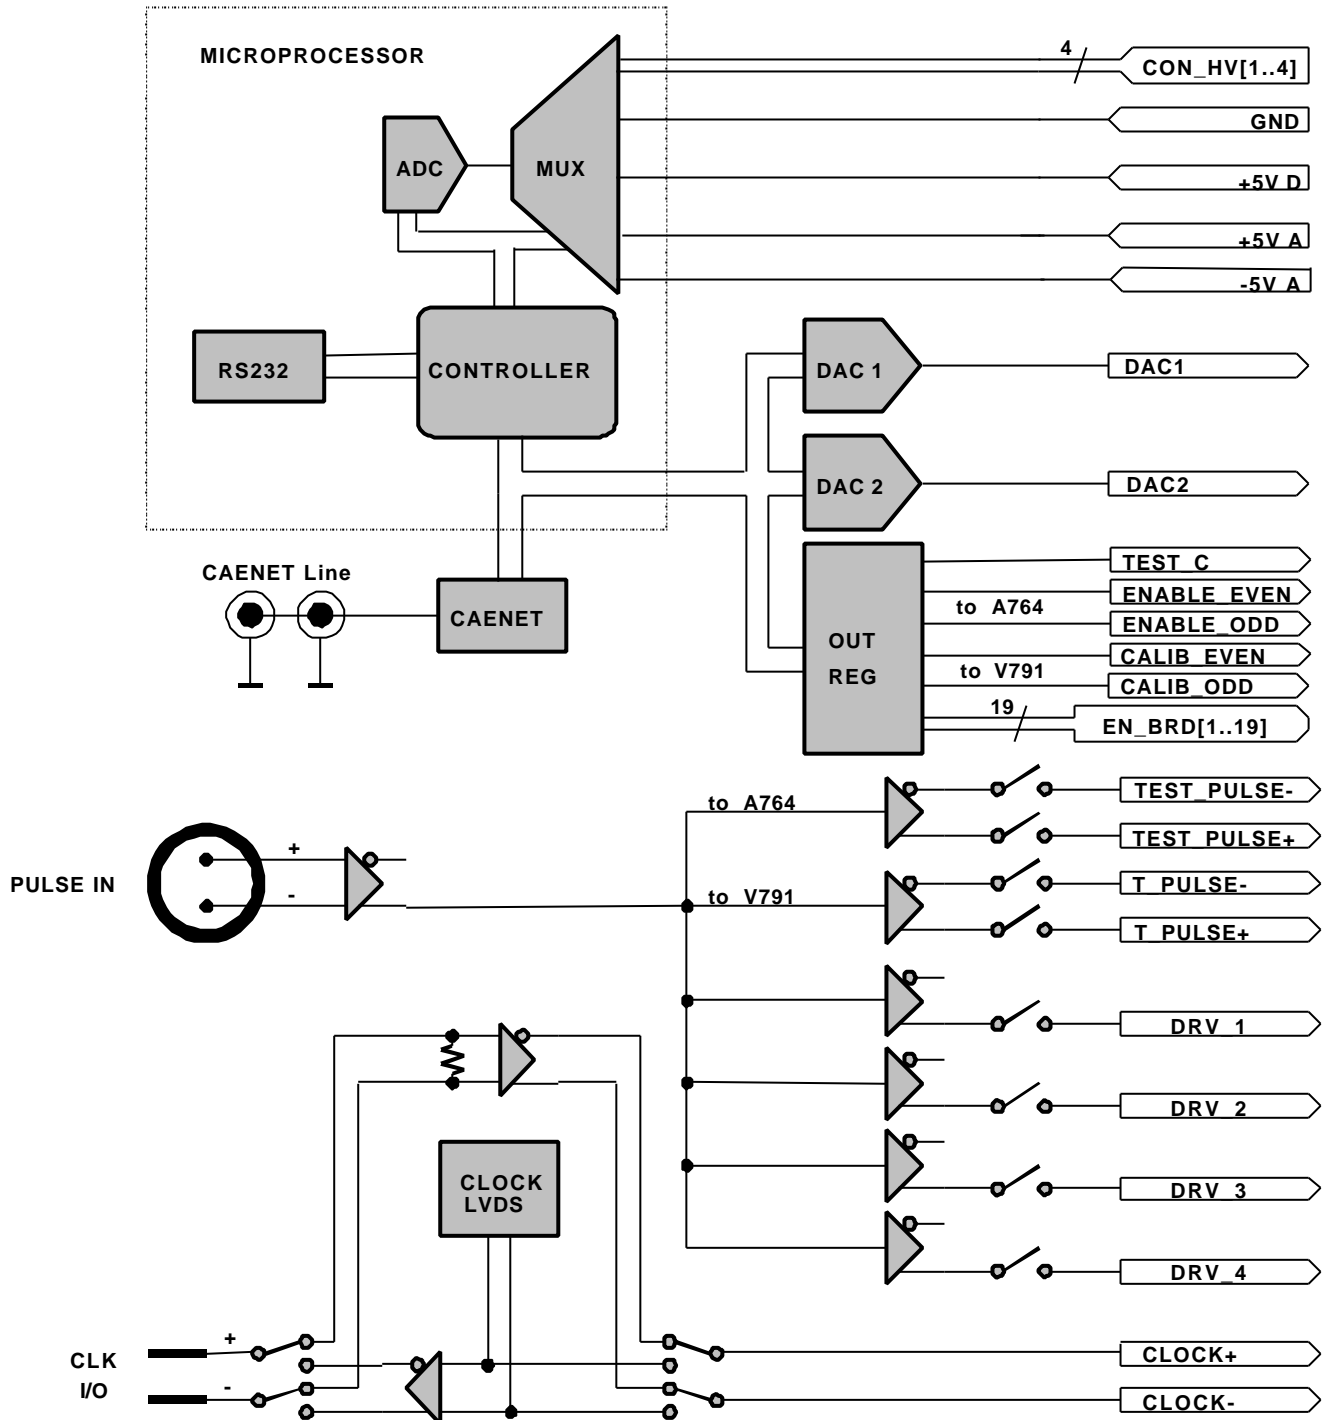 MICROPROCESSOR
4
CON_HV[1..4]
GND
ADC
MUX
+5V D
+5V A
-5V A
RS232
CONTROLLER
DAC 1
DAC1
DAC 2
DAC2
CAENET Line
CAENET
OUT
REG
TEST_C
ENABLE_EVEN
to A764
ENABLE_ODD
CALIB_EVEN
to V791
CALIB_ODD
19
EN_BRD[1..19]
to A764
TEST_PULSE-
TEST_PULSE+
PULSE IN
+
-
to V791
T_PULSE-
T_PULSE+
DRV_1
DRV_2
CLOCK
LVDS
DRV_3
DRV_4
CLK
I/O
+
-
CLOCK+
CLOCK-